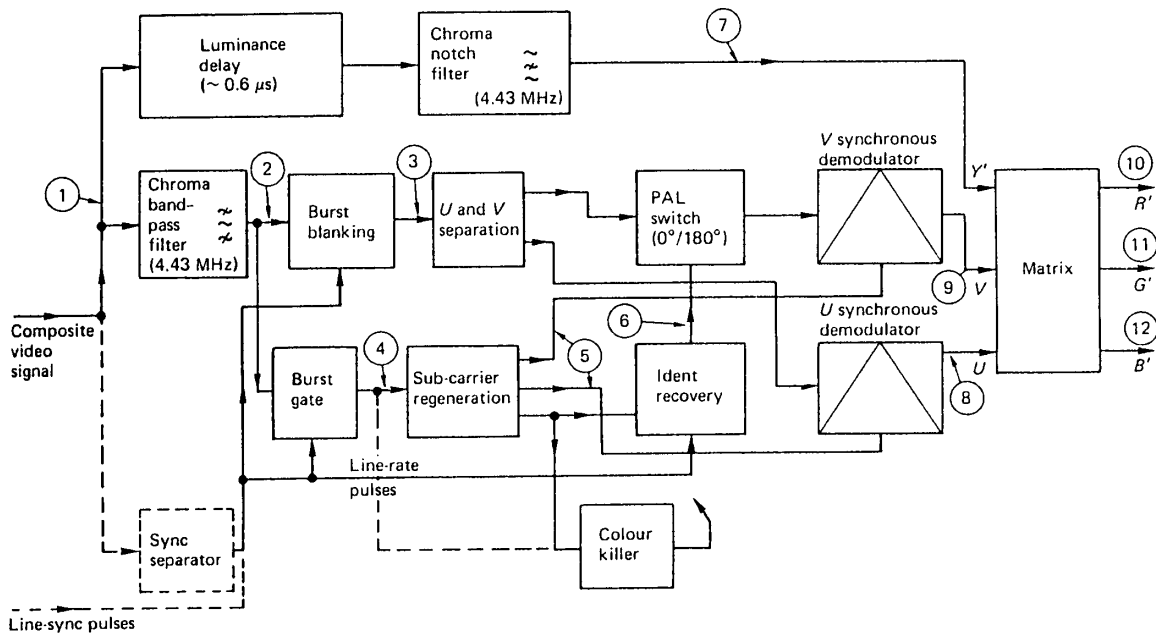 Luminance
delay
(~ 0.6 µs)
Chroma
notch
filter
(4.43 MHz)
7
V synchronous
demodulator
1
2
3
Chroma
band-
pass
filter
(4.43 MHz)
Burst
blanking
U and V
separation
PAL
switch
(0°/180°)
Y'
10
R'
11
G'
12
B'
Matrix
9
V
Composite
video
signal
4
5
6
U synchronous
demodulator
U
8
Burst
gate
Sub-carrier
regeneration
Ident
recovery
Line-rate
pulses
Sync
separator
Colour
killer
Line-sync pulses